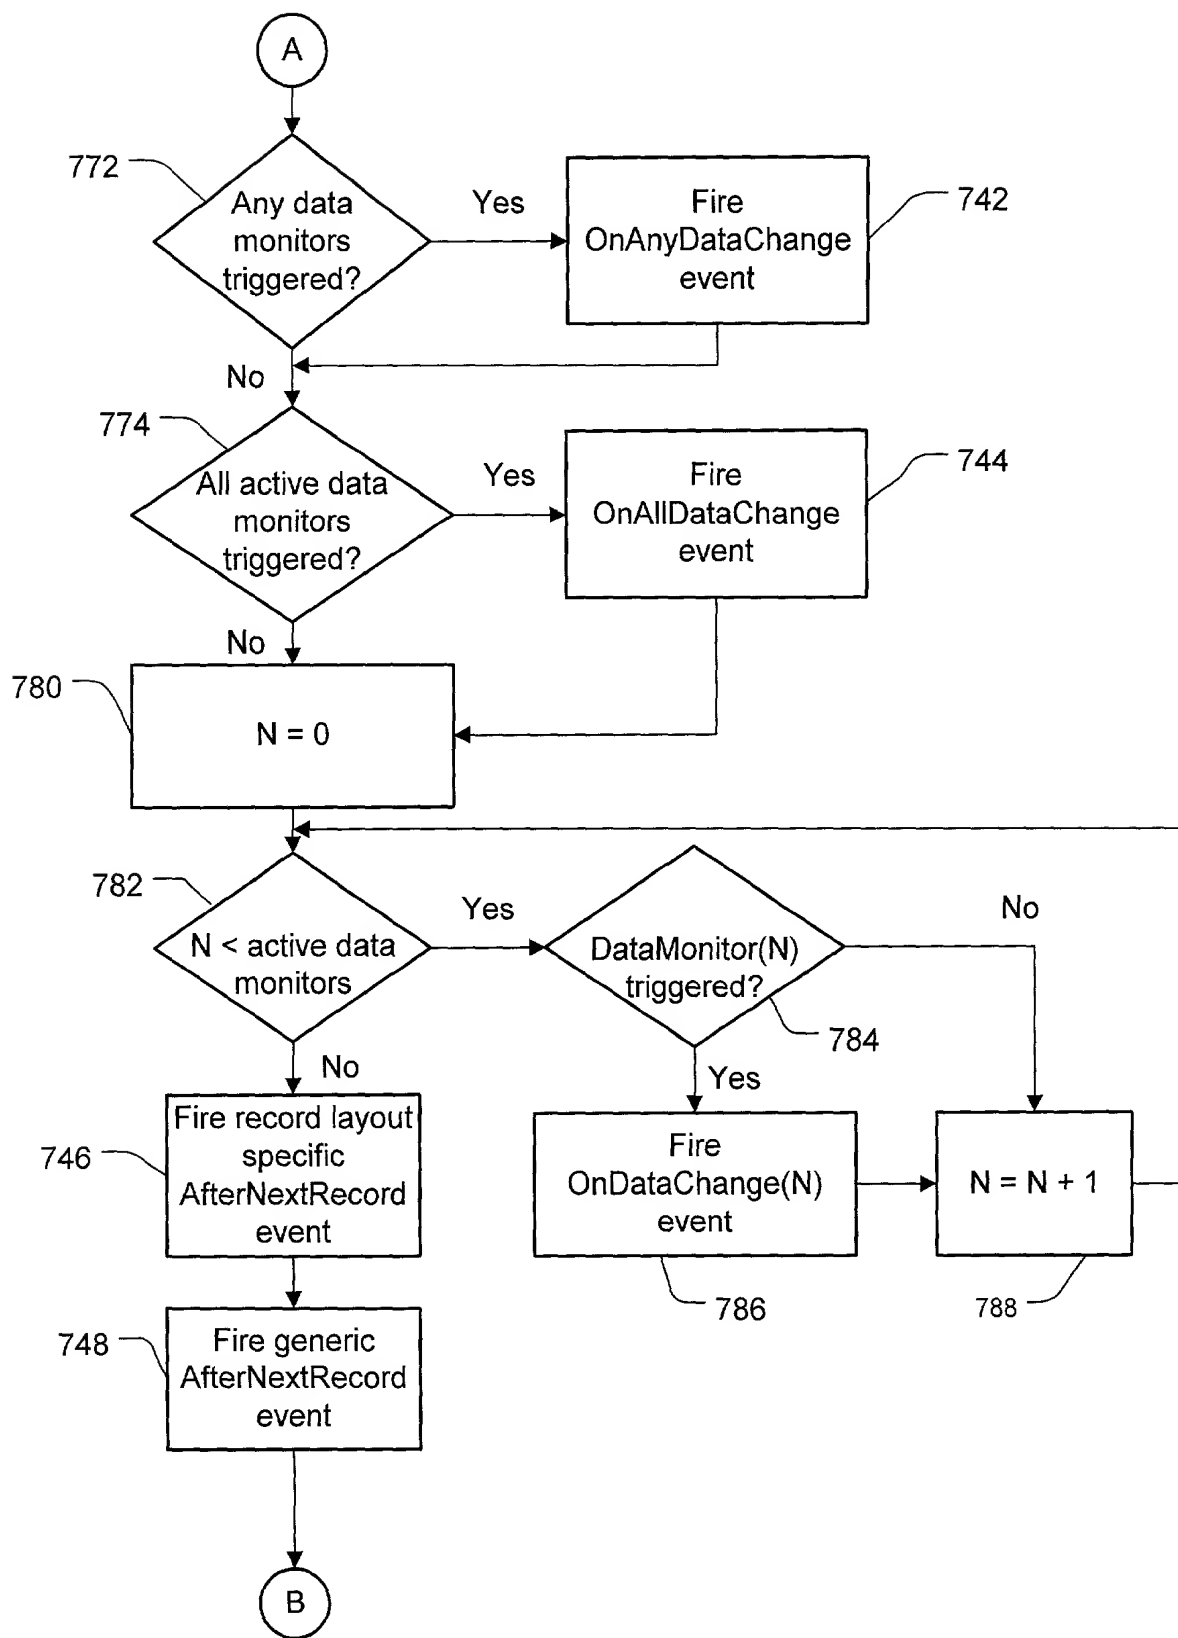 A
772
Any data
monitors
triggered?
Yes
Fire
OnAnyDataChange
event
742
No
774
All active data
monitors
triggered?
Yes
Fire
OnAllDataChange
event
744
No
780
N = 0
782
N < active data
monitors
Yes
DataMonitor(N)
triggered?
No
784
No
Yes
746
Fire record layout
specific
AfterNextRecord
event
Fire
OnDataChange(N)
event
N = N + 1
786
788
748
Fire generic
AfterNextRecord
event
B